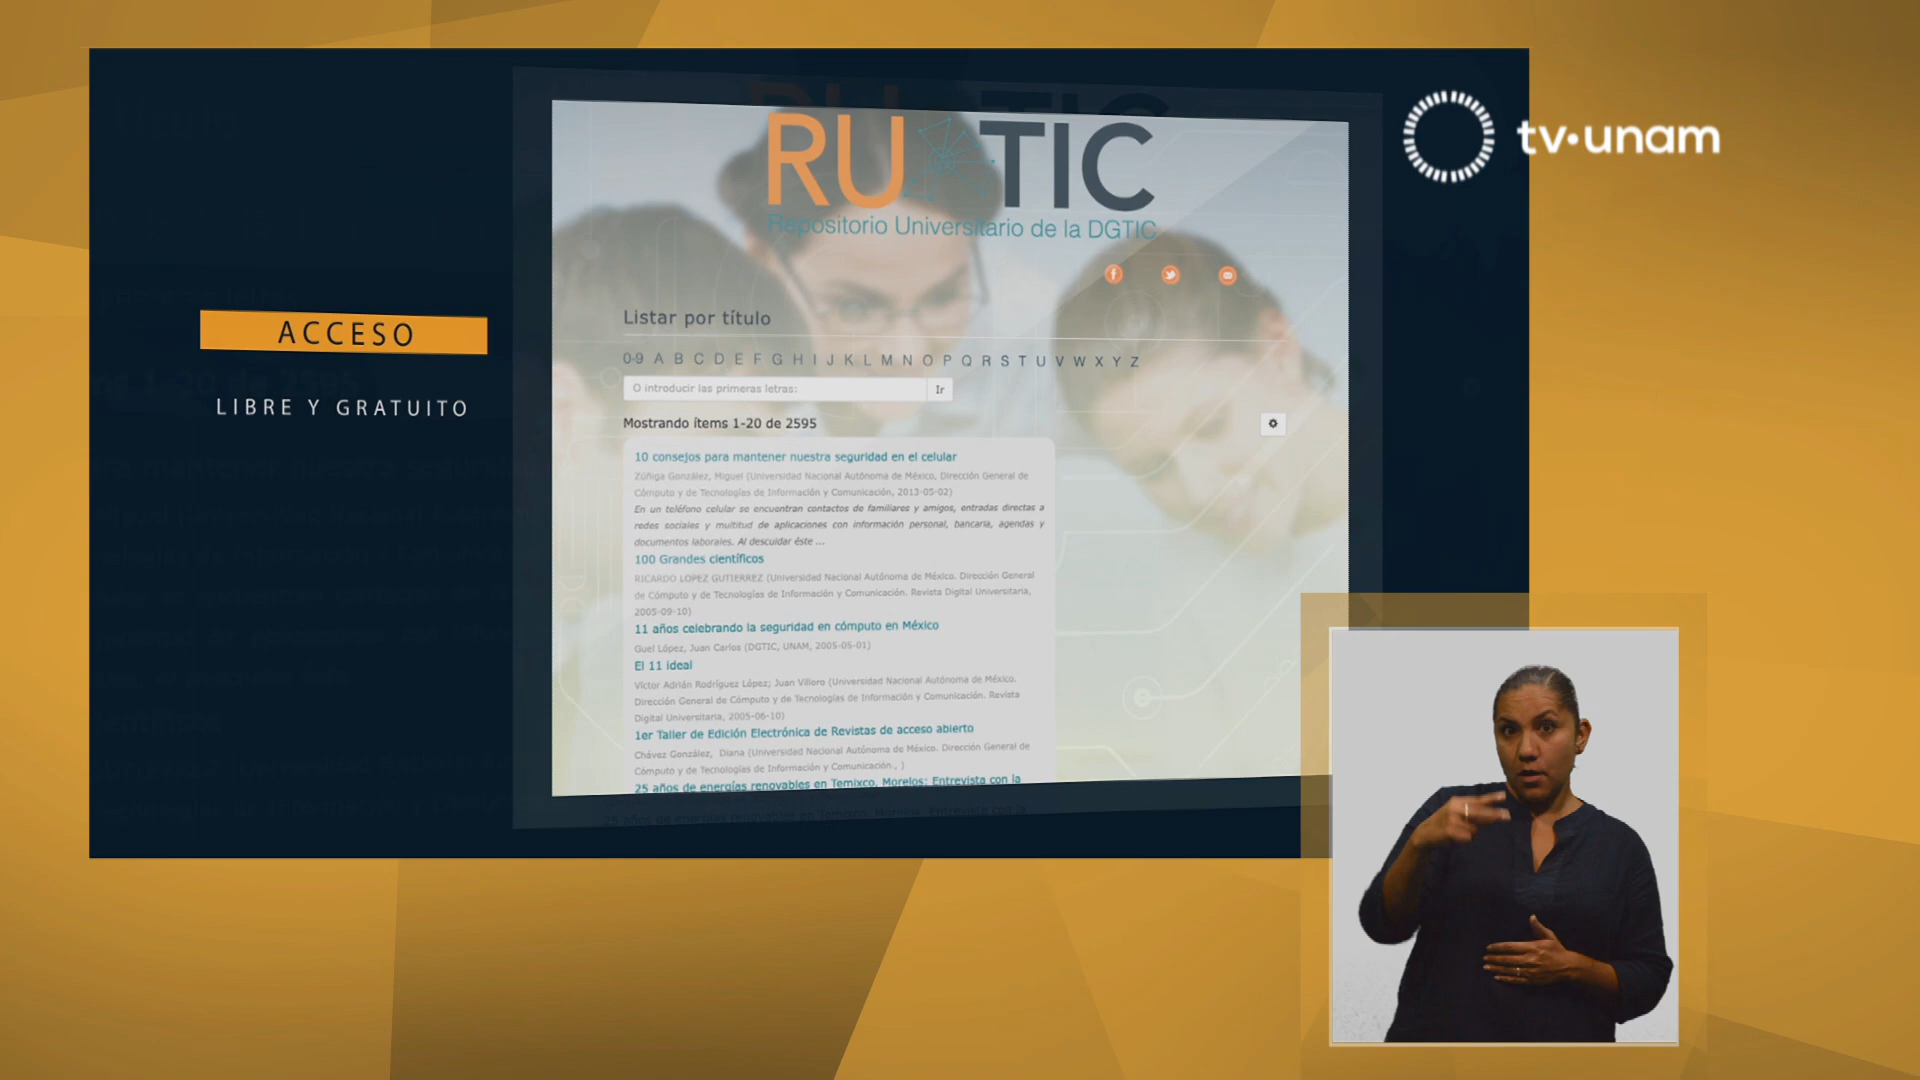 tv·unam
ACCESO
LIBRE Y GRATUITO
RU TIC
Repositorio Universitario de la DGTIC
Listar por título
0-9 A B C D E F G H I J K L M N O P Q R S T U V W X Y Z
O introducir las primeras letras:
Ir
Mostrando ítems 1-20 de 2595
10 consejos para mantener nuestra seguridad en el celular
Zúñiga González, Miguel (Universidad Nacional Autónoma de México, Dirección General de
Cómputo y de Tecnologías de Información y Comunicación, 2013-05-02)
En un teléfono celular se encuentran contactos de familiares y amigos, entradas directas a
redes sociales y multitud de aplicaciones con información personal, bancaria, agendas y
documentos laborales. Al descuidar éste ...
100 Grandes científicos
RICARDO LOPEZ GUTIERREZ (Universidad Nacional Autónoma de México. Dirección General
de Cómputo y de Tecnologías de Información y Comunicación. Revista Digital Universitaria,
2005-09-10)
11 años celebrando la seguridad en cómputo en México
Guel López, Juan Carlos (DGTIC, UNAM, 2005-05-01)
El 11 ideal
Víctor Adrián Rodríguez López; Juan Villoro (Universidad Nacional Autónoma de México.
Dirección General de Cómputo y de Tecnologías de Información y Comunicación. Revista
Digital Universitaria, 2005-06-10)
1er Taller de Edición Electrónica de Revistas de acceso abierto
Chávez González, Diana (Universidad Nacional Autónoma de México. Dirección General de
Cómputo y de Tecnologías de Información y Comunicación., )
25 años de energías renovables en Temixco, Morelos: Entrevista con la